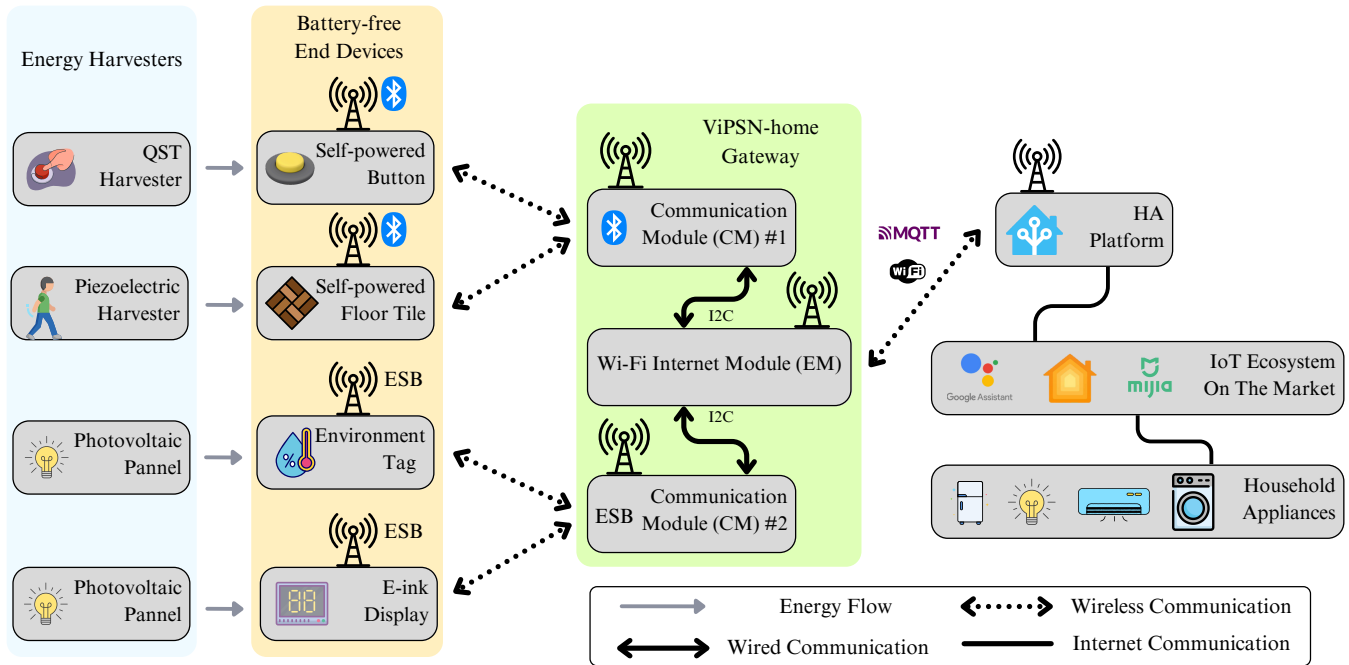 Energy Harvesters
QST
Harvester
Piezoelectric
Harvester
Photovoltaic
Pannel
Photovoltaic
Pannel
Battery-free
End Devices
Self-powered
Button
Self-powered
Floor Tile
ESB
%
Environment
Tag
ESB
88
E-ink
Display
ViPSN-home
Gateway
Communication
Module (CM) #1
I2C
Wi-Fi Internet Module (EM)
I2C
ESB
Communication
Module (CM) #2
MQTT
WiFi
HA
Platform
Google Assistant
mijia
IoT Ecosystem
On The Market
Household
Appliances
Energy Flow
Wireless Communication
Wired Communication
Internet Communication